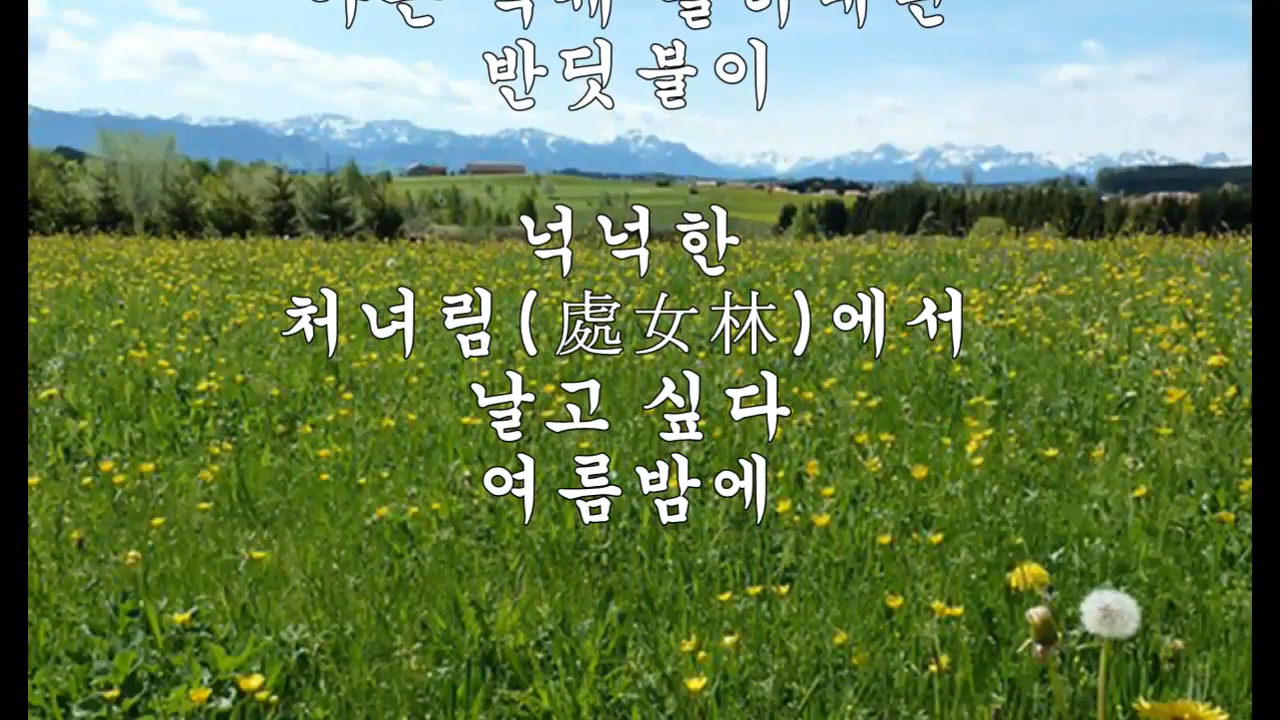 반딧불이
넉넉한
처녀림(處女林)에서
날고 싶다
여름밤에